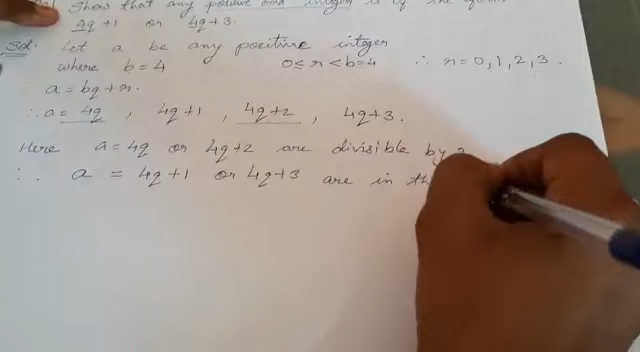 Show that any positive odd integer is of the form
4q + 1 or 4q + 3.
Sol. Let a be any positive integer
where b = 4 0 ≤ r < b = 4 ∴ r = 0, 1, 2, 3.
a = bq + r.
∴ a = 4q , 4q + 1 , 4q + 2 , 4q + 3.
Here a = 4q or 4q + 2 are divisible by 2
∴ a = 4q + 1 or 4q + 3 are in th